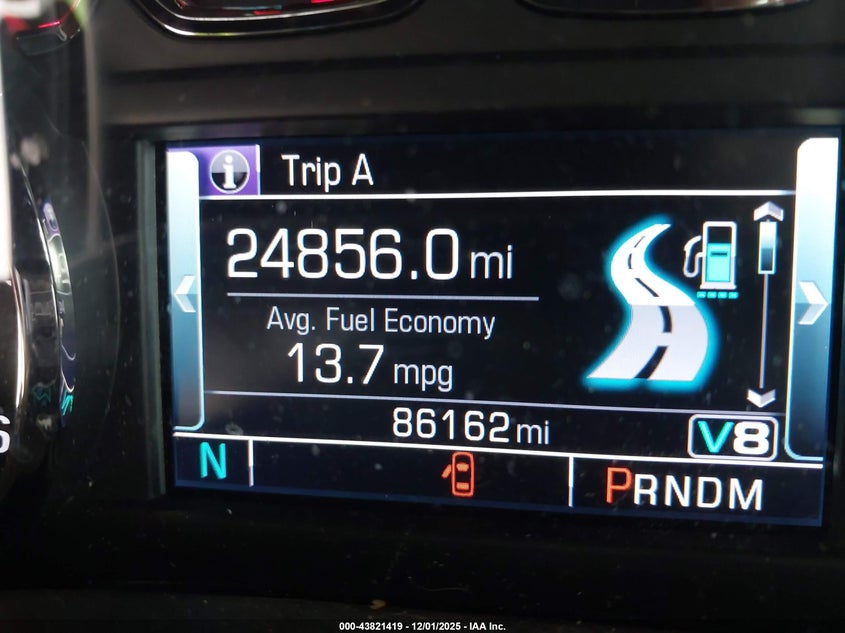 Trip A
24856.0 mi
Avg. Fuel Economy
13.7 mpg
86162 mi
V8
N
PRNDM
000-43821419 - 12/01/2025 - IAA Inc.